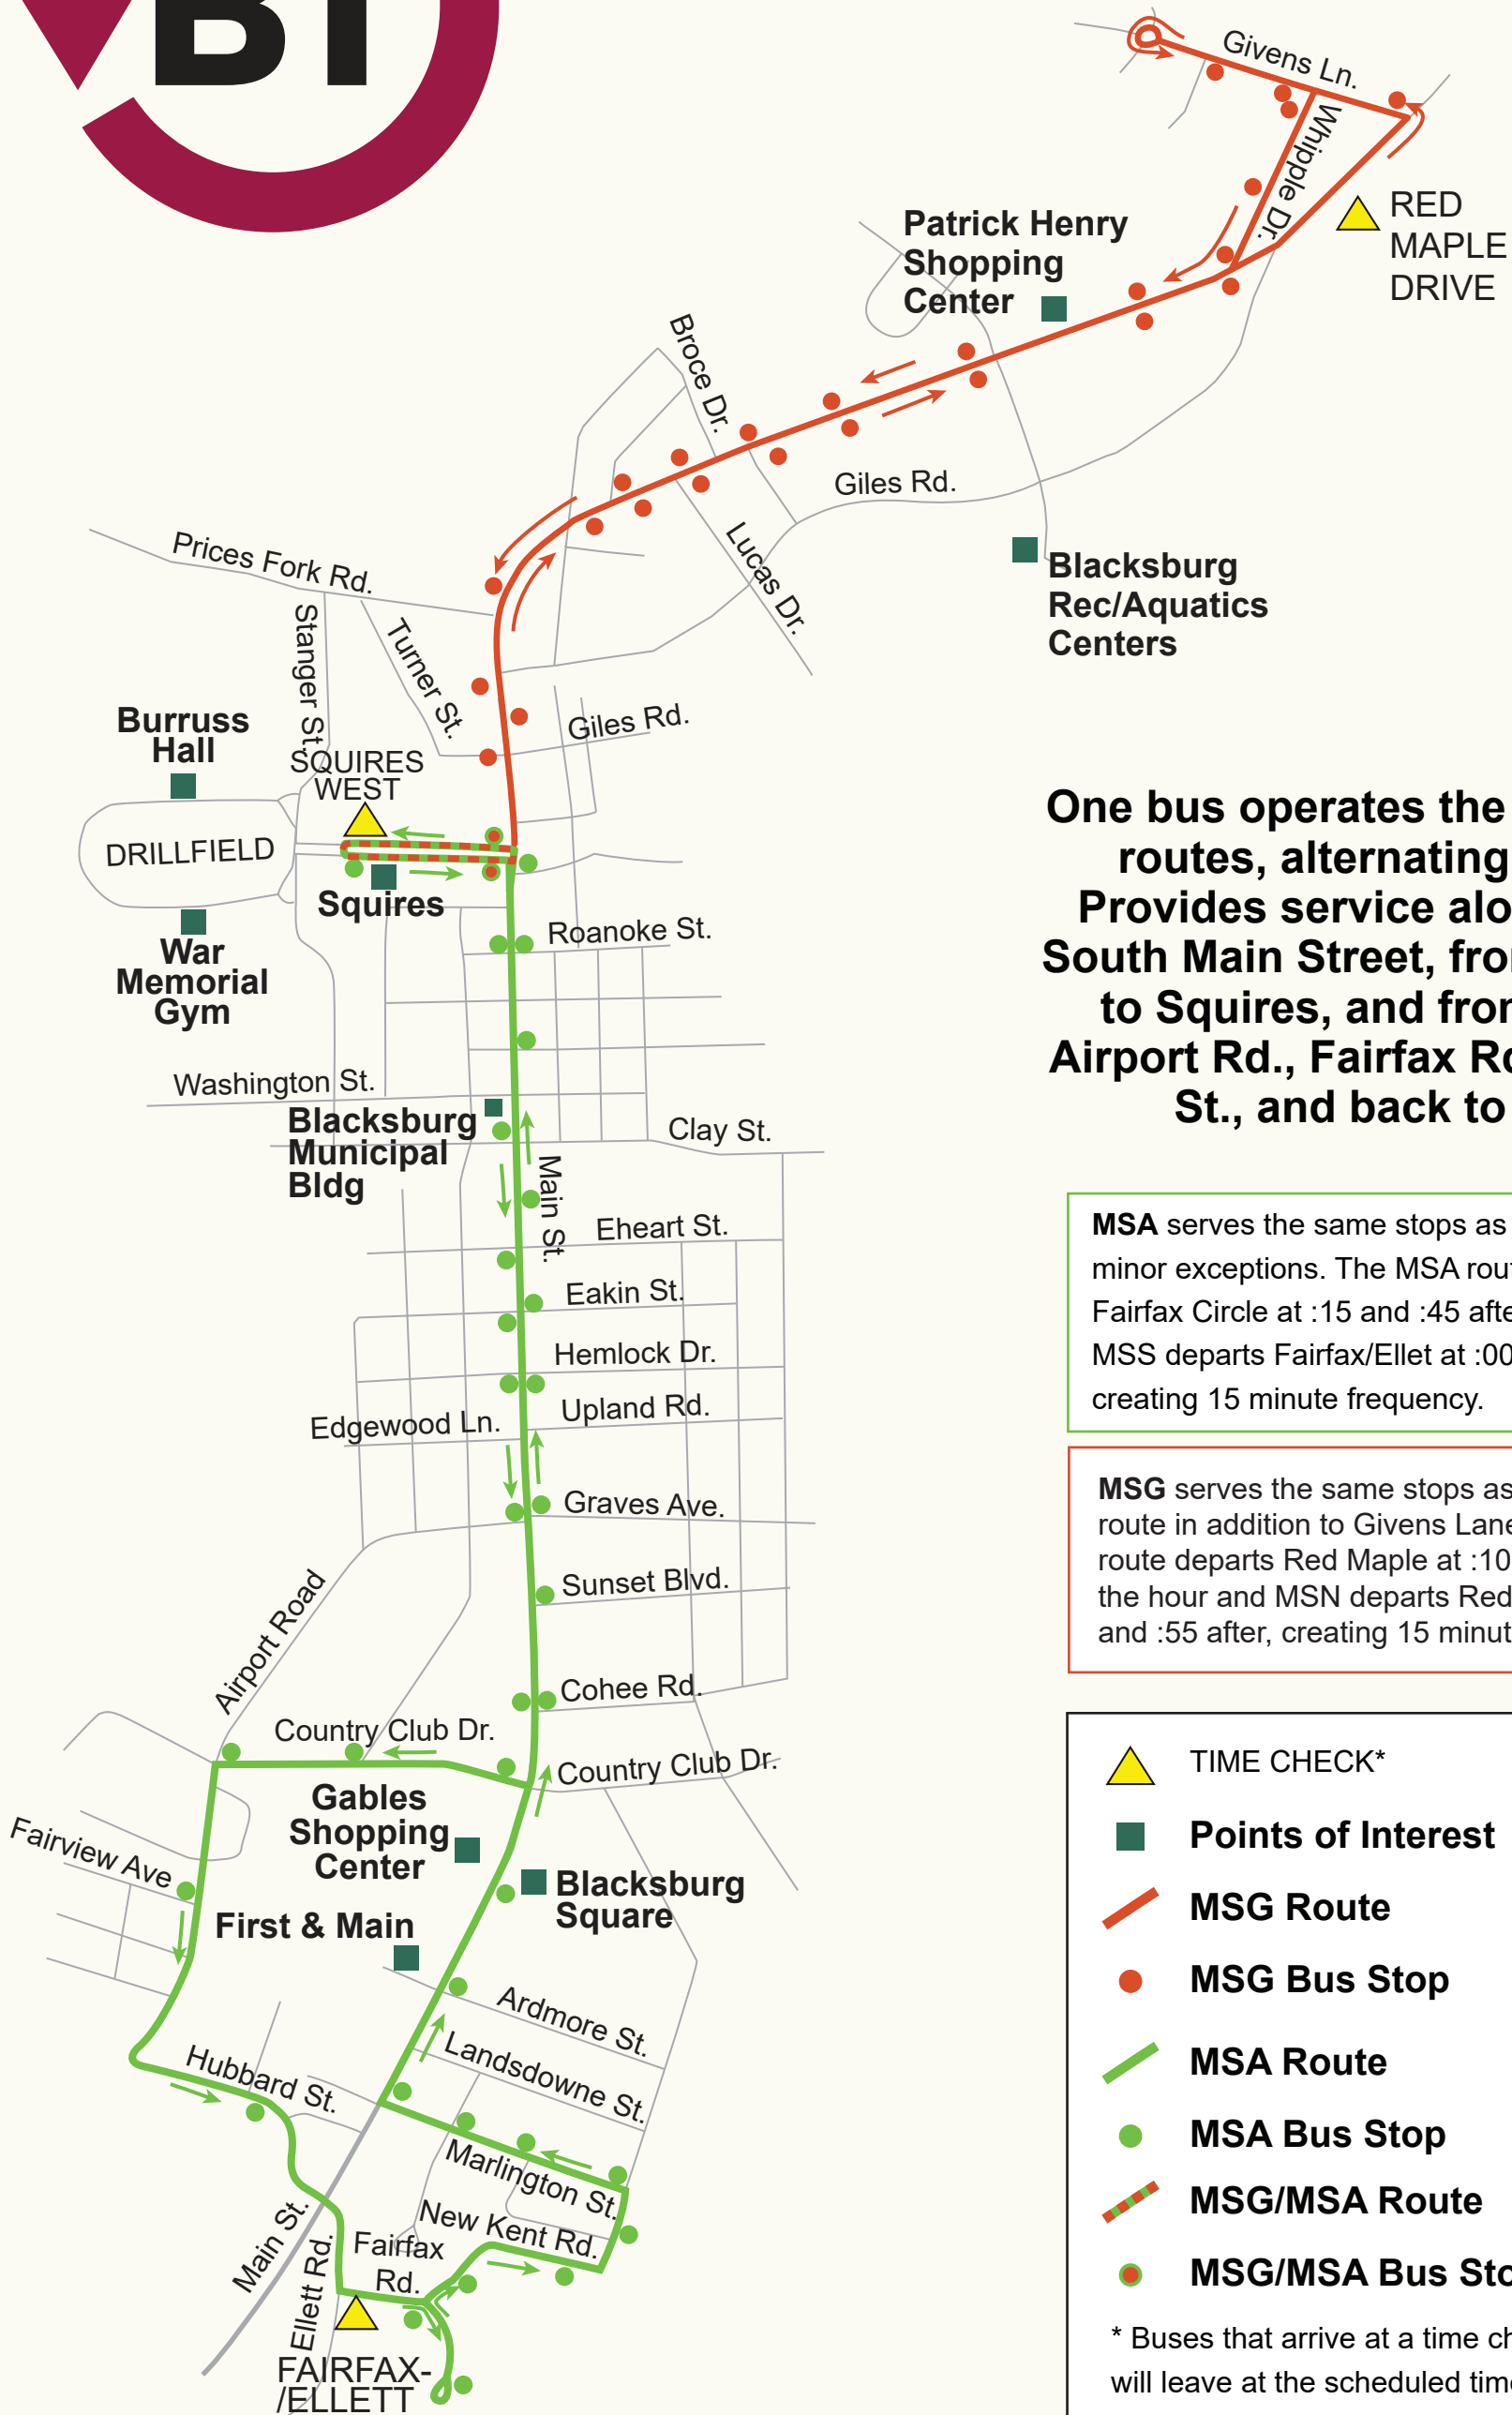 BT
Givens Ln.
Whipple Dr.
RED
MAPLE
DRIVE
Patrick Henry
Shopping
Center
Broce Dr.
Giles Rd.
Lucas Dr.
Blacksburg
Rec/Aquatics
Centers
Prices Fork Rd.
Stanger St.
Turner St.
Giles Rd.
Burruss
Hall
SQUIRES
WEST
DRILLFIELD
Squires
War
Memorial
Gym
Roanoke St.
Washington St.
Blacksburg
Municipal
Bldg
Clay St.
Main St.
Eheart St.
Eakin St.
Hemlock Dr.
Upland Rd.
Edgewood Ln.
Graves Ave.
Sunset Blvd.
Airport Road
Cohee Rd.
Country Club Dr.
Country Club Dr.
Gables
Shopping
Center
Fairview Ave
Blacksburg
Square
First & Main
Ardmore St.
Landsdowne St.
Hubbard St.
Marlington St.
New Kent Rd.
Main St.
Ellett Rd.
Fairfax
Rd.
FAIRFAX-
/ELLETT
One bus operates the
routes, alternating
Provides service alo
South Main Street, fro
to Squires, and fro
Airport Rd., Fairfax R
St., and back to
MSA serves the same stops as
minor exceptions. The MSA rou
Fairfax Circle at :15 and :45 afte
MSS departs Fairfax/Ellet at :00
creating 15 minute frequency.
MSG serves the same stops as
route in addition to Givens Lane
route departs Red Maple at :10
the hour and MSN departs Red
and :55 after, creating 15 minut
TIME CHECK*
Points of Interest
MSG Route
MSG Bus Stop
MSA Route
MSA Bus Stop
MSG/MSA Route
MSG/MSA Bus Sto
* Buses that arrive at a time ch
will leave at the scheduled tim